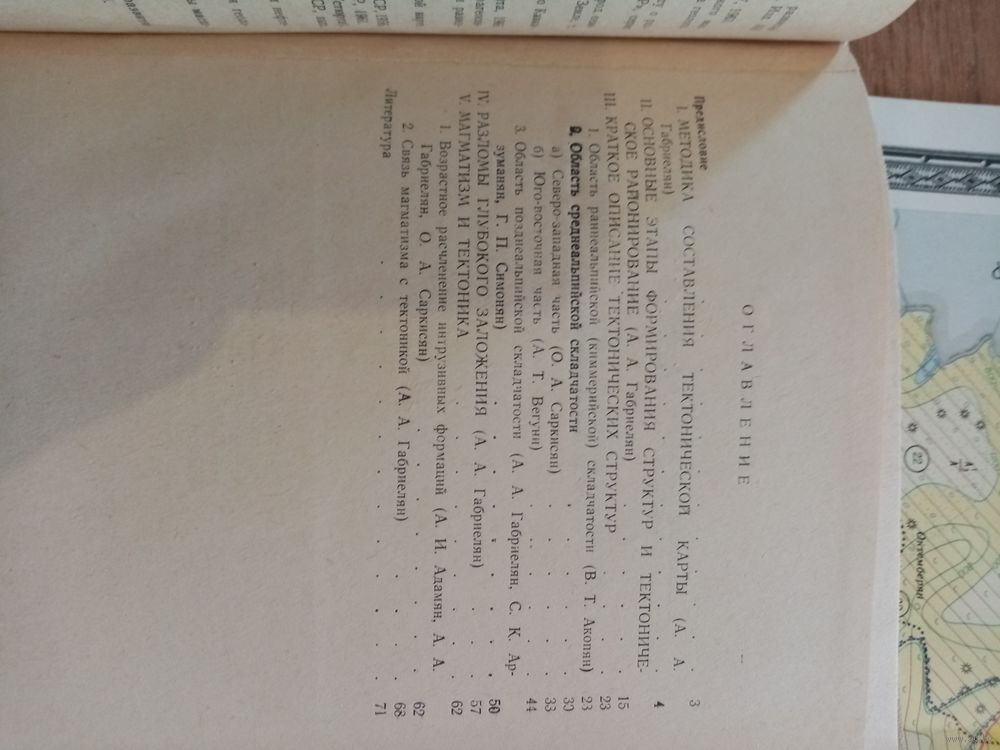 ОГЛАВЛЕНИЕ
Предисловие . . . 3
I. МЕТОДИКА СОСТАВЛЕНИЯ ТЕКТОНИЧЕСКОЙ КАРТЫ (А. А.
Габриелян) . . . 4
II. ОСНОВНЫЕ ЭТАПЫ ФОРМИРОВАНИЯ СТРУКТУР И ТЕКТОНИЧЕ-
СКОЕ РАЙОНИРОВАНИЕ (А. А. Габриелян) . . . 15
III. КРАТКОЕ ОПИСАНИЕ ТЕКТОНИЧЕСКИХ СТРУКТУР . . . 23
1. Область раннеальпийской (киммерийской) складчатости (В. Т. Акопян) 23
2. Область среднеальпийской складчатости . . . 39
а) Северо-западная часть (О. А. Саркисян) . . . 33
б) Юго-восточная часть (А. Т. Вегуни) . . . 44
3. Область позднеальпийской складчатости (А. А. Габриелян, С. К. Ар-
зуманян, Г. П. Симонян) . . . 50
IV. РАЗЛОМЫ ГЛУБОКОГО ЗАЛОЖЕНИЯ (А. А. Габриелян) . . . 57
V. МАГМАТИЗМ И ТЕКТОНИКА . . . 62
1. Возрастное расчленение интрузивных формаций (А. И. Адамян, А. А.
Габриелян, О. А. Саркисян) . . . 62
2. Связь магматизма с тектоникой (А. А. Габриелян) . . . 68
Литература . . . 71
22
Октемберян